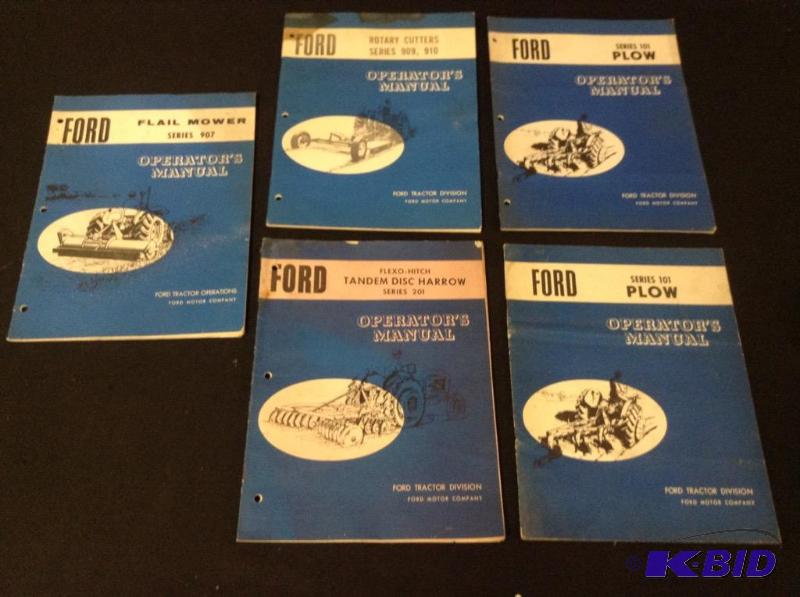 FORD
FLAIL MOWER
SERIES 907
OPERATOR'S
MANUAL
FORD TRACTOR OPERATIONS
FORD MOTOR COMPANY
FORD
ROTARY CUTTERS
SERIES 909, 910
OPERATOR'S
MANUAL
FORD TRACTOR DIVISION
FORD MOTOR COMPANY
FORD
SERIES 101
PLOW
OPERATOR'S
MANUAL
FORD TRACTOR DIVISION
FORD MOTOR COMPANY
FORD
FLEXO-HITCH
TANDEM DISC HARROW
SERIES 201
OPERATOR'S
MANUAL
FORD TRACTOR DIVISION
FORD MOTOR COMPANY
FORD
SERIES 101
PLOW
OPERATOR'S
MANUAL
FORD TRACTOR DIVISION
FORD MOTOR COMPANY
© K-BID